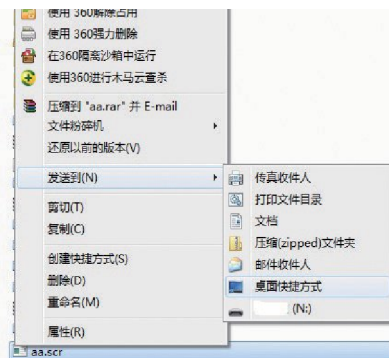 使用 360解除占用
使用 360强力删除
在360隔离沙箱中运行
使用360进行木马云查杀
压缩到 "aa.rar" 并 E-mail
文件粉碎机
还原以前的版本(V)
发送到(N)
剪切(T)
复制(C)
创建快捷方式(S)
删除(D)
重命名(M)
属性(R)
传真收件人
打印文件目录
文档
压缩(zipped)文件夹
邮件收件人
桌面快捷方式
(N:)
aa.scr